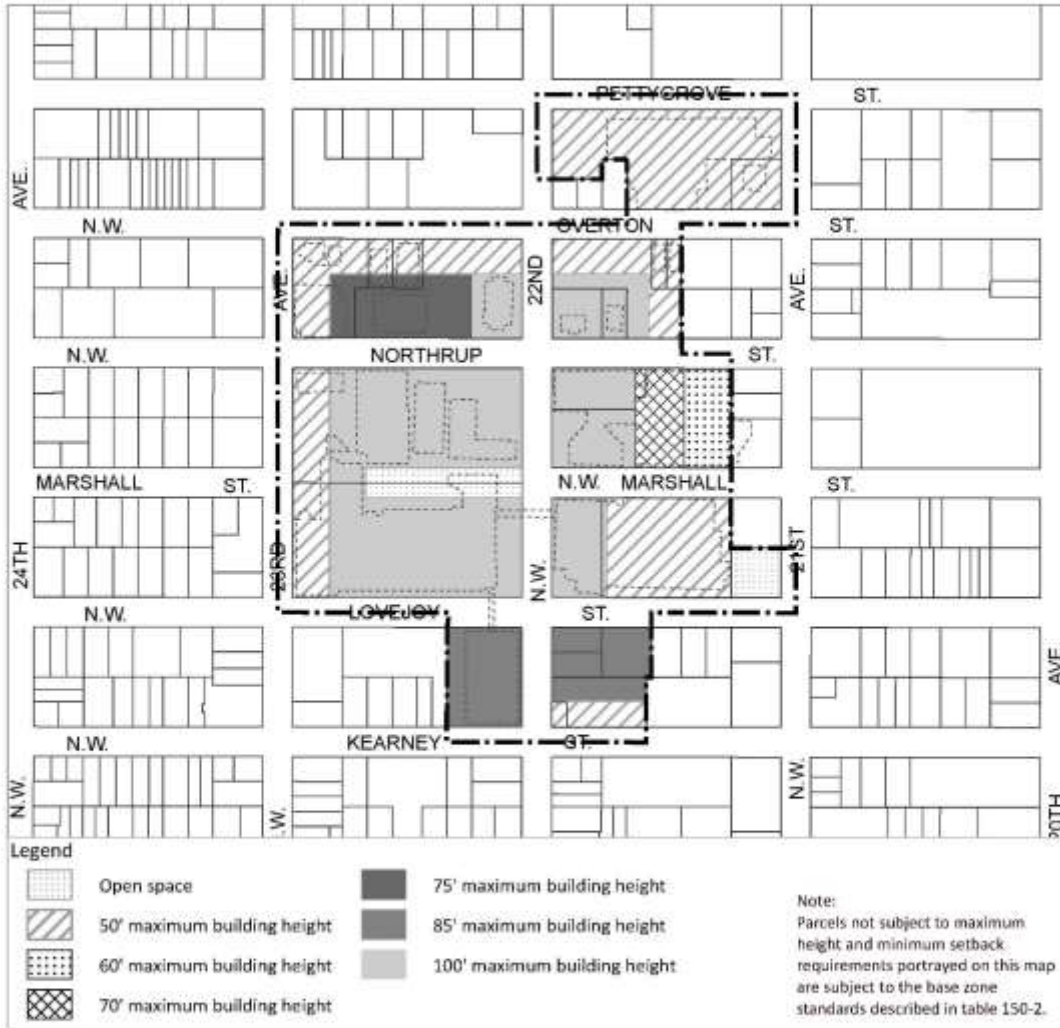 PETTYGROVE ST.
AVE.
N.W. OVERTON ST.
AVE. 22ND AVE.
N.W. NORTHRUP ST.
MARSHALL ST. N.W. MARSHALL ST.
24TH 23RD N.W. 21ST
N.W. LOVEJOY ST.
AVE
N.W. KEARNEY ST.
N.W. .W. N.W. 20TH
Legend
Open space
50' maximum building height
60' maximum building height
70' maximum building height
75' maximum building height
85' maximum building height
100' maximum building height
Note:
Parcels not subject to maximum
height and minimum setback
requirements portrayed on this map
are subject to the base zone
standards described in table 150-2.